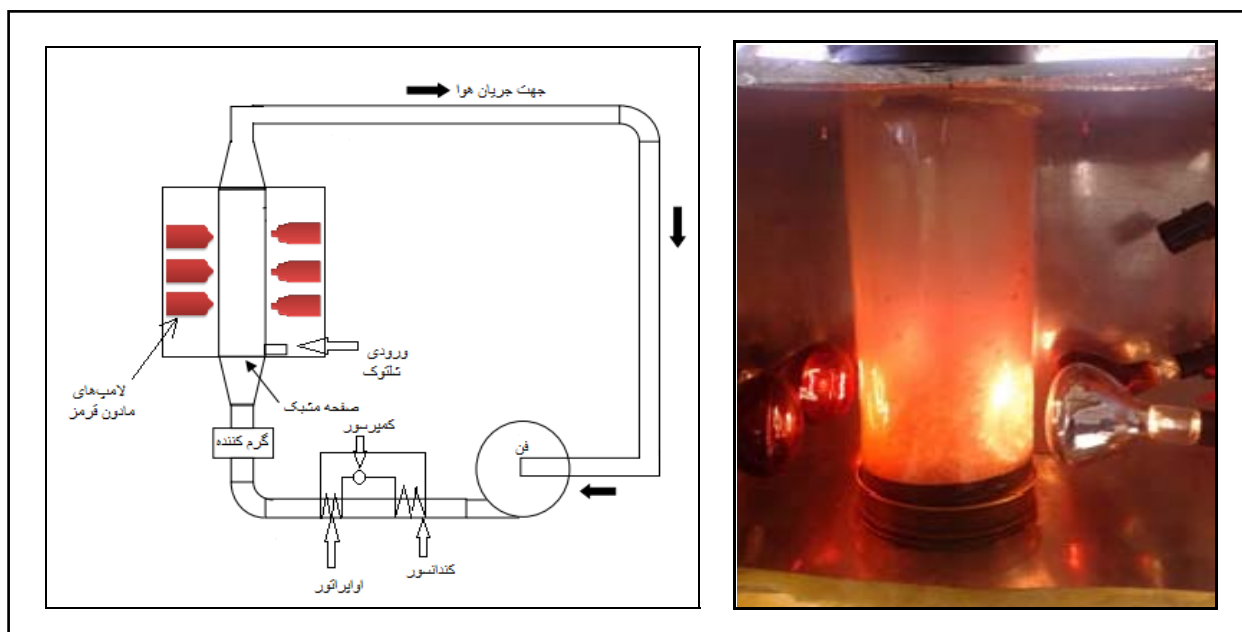 جهت جریان هوا
ورودی
شلتوک
لامپ‌های
مادون قرمز
صفحه مشبک
گرم کننده
کمپرسور
فن
کندانسور
اواپراتور